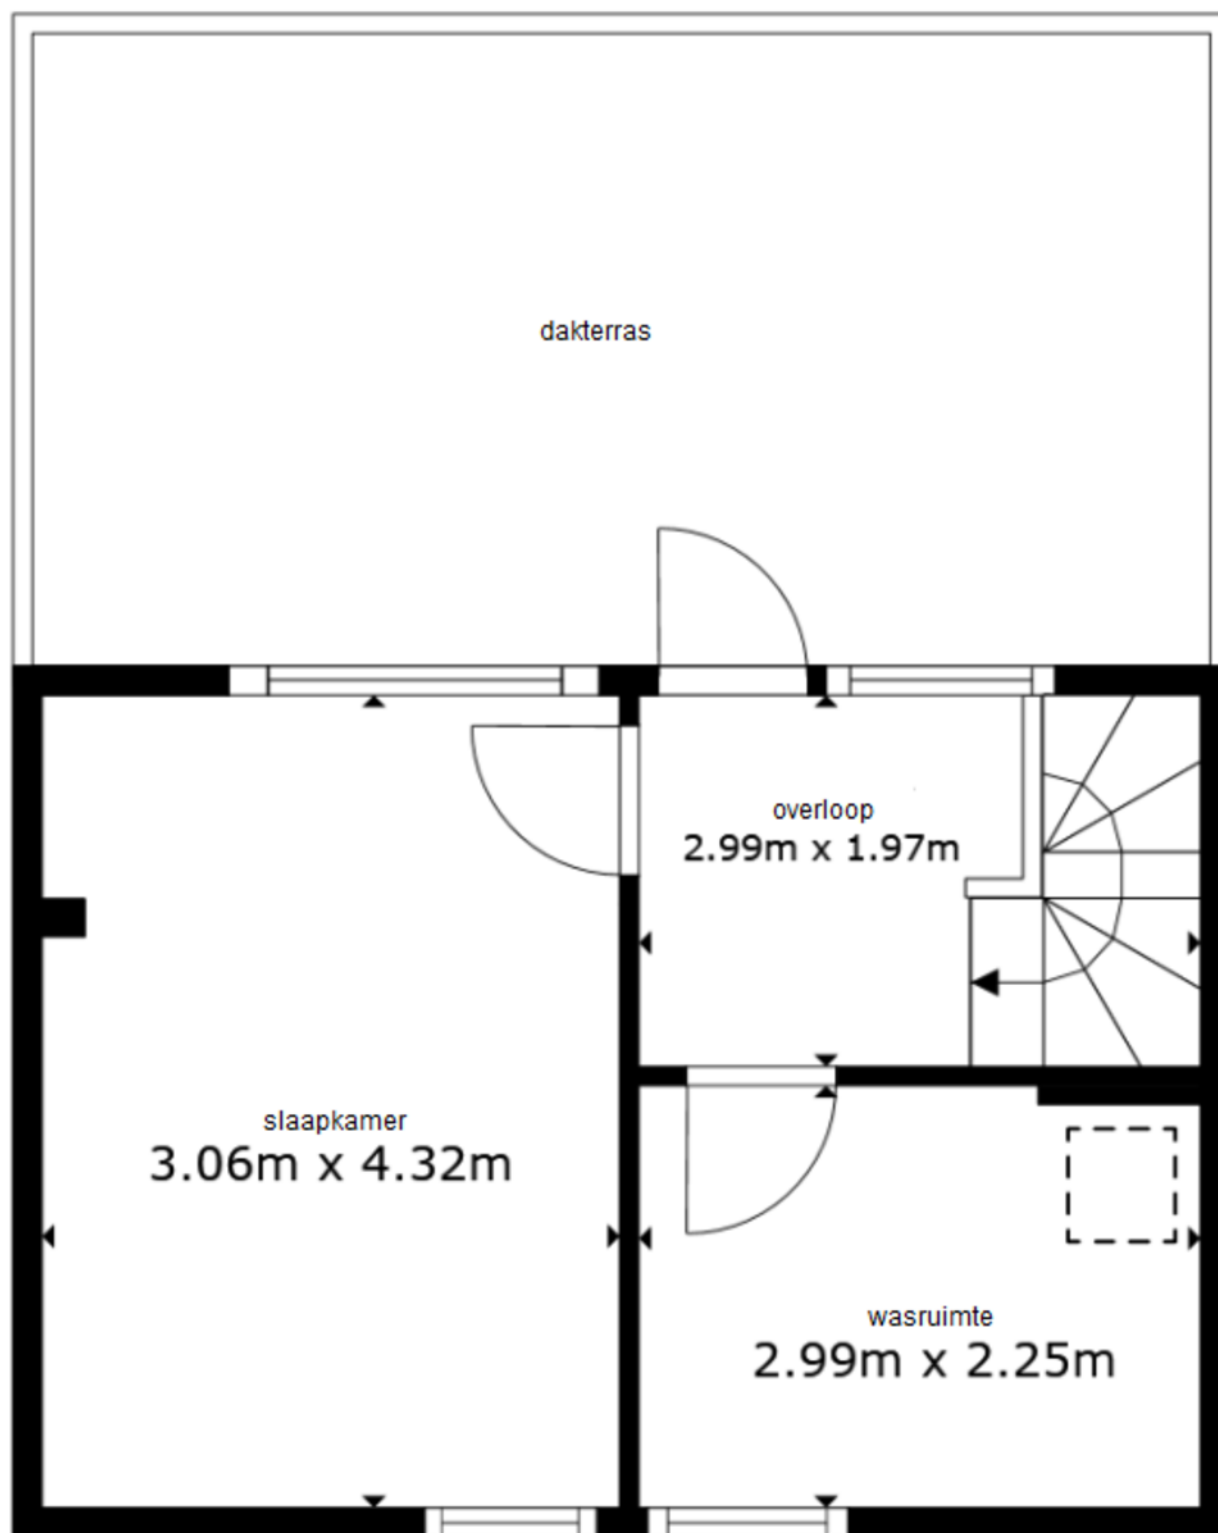 dakterras
overloop
2.99m x 1.97m
slaapkamer
3.06m x 4.32m
wasruimte
2.99m x 2.25m